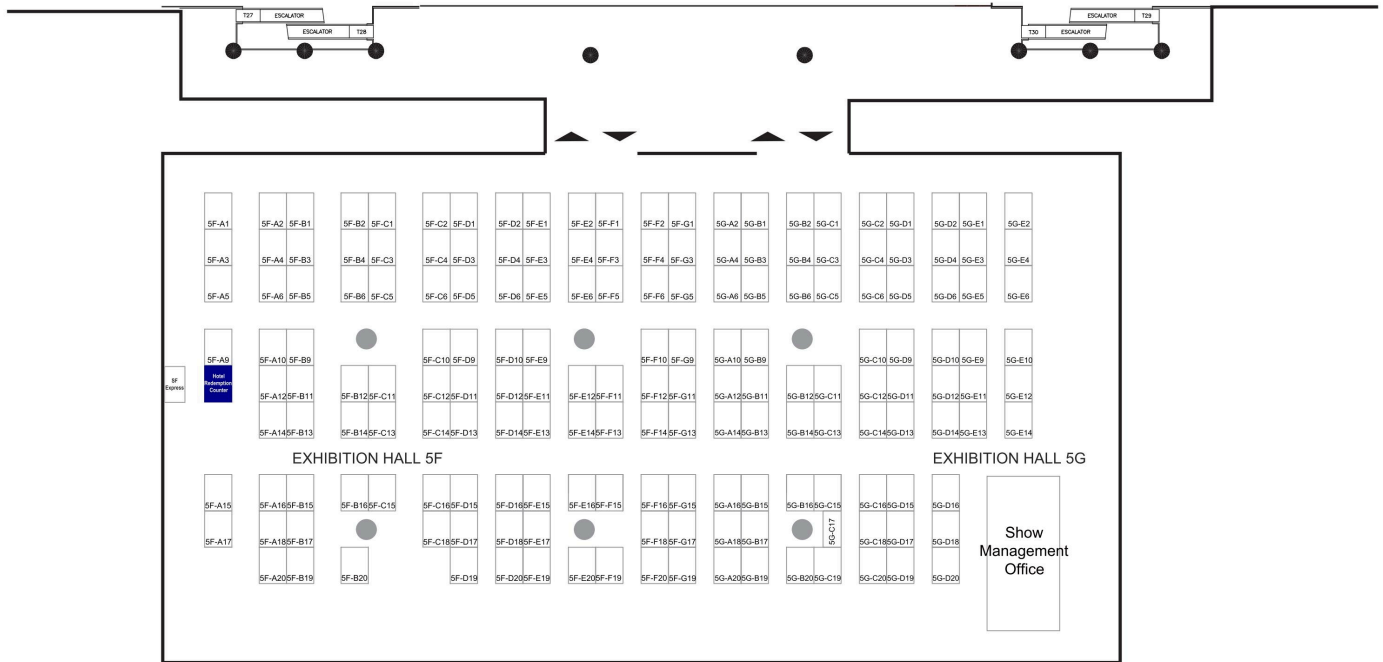 T27 ESCALATOR
ESCALATOR T28
ESCALATOR T29
T30 ESCALATOR
5F-A1 5F-A2 5F-B1 5F-B2 5F-C1 5F-C2 5F-D1 5F-D2 5F-E1 5F-E2 5F-F1 5F-F2 5F-G1 5G-A2 5G-B1 5G-B2 5G-C1 5G-C2 5G-D1 5G-D2 5G-E1 5G-E2
5F-A3 5F-A4 5F-B3 5F-B4 5F-C3 5F-C4 5F-D3 5F-D4 5F-E3 5F-E4 5F-F3 5F-F4 5F-G3 5G-A4 5G-B3 5G-B4 5G-C3 5G-C4 5G-D3 5G-D4 5G-E3 5G-E4
5F-A5 5F-A6 5F-B5 5F-B6 5F-C5 5F-C6 5F-D5 5F-D6 5F-E5 5F-E6 5F-F5 5F-F6 5F-G5 5G-A6 5G-B5 5G-B6 5G-C5 5G-C6 5G-D5 5G-D6 5G-E5 5G-E6
5F-A9 5F-A10 5F-B9 5F-C10 5F-D9 5F-D10 5F-E9 5F-F10 5F-G9 5G-A10 5G-B9 5G-C10 5G-D9 5G-D10 5G-E9 5G-E10
SF
Express
Hotel
Redemption
Counter
5F-A12 5F-B11 5F-B12 5F-C11 5F-C12 5F-D11 5F-D12 5F-E11 5F-E12 5F-F11 5F-F12 5F-G11 5G-A12 5G-B11 5G-B12 5G-C11 5G-C12 5G-D11 5G-D12 5G-E11 5G-E12
5F-A14 5F-B13 5F-B14 5F-C13 5F-C14 5F-D13 5F-D14 5F-E13 5F-E14 5F-F13 5F-F14 5F-G13 5G-A14 5G-B13 5G-B14 5G-C13 5G-C14 5G-D13 5G-D14 5G-E13 5G-E14
EXHIBITION HALL 5F
EXHIBITION HALL 5G
5F-A15 5F-A16 5F-B15 5F-B16 5F-C15 5F-C16 5F-D15 5F-D16 5F-E15 5F-E16 5F-F15 5F-F16 5F-G15 5G-A16 5G-B15 5G-B16 5G-C15 5G-C16 5G-D15 5G-D16
5F-A17 5F-A18 5F-B17 5F-C18 5F-D17 5F-D18 5F-E17 5F-F18 5F-G17 5G-A18 5G-B17 5G-C17 5G-C18 5G-D17 5G-D18
5F-A20 5F-B19 5F-B20 5F-D19 5F-D20 5F-E19 5F-E20 5F-F19 5F-F20 5F-G19 5G-A20 5G-B19 5G-B20 5G-C19 5G-C20 5G-D19 5G-D20
Show
Management
Office